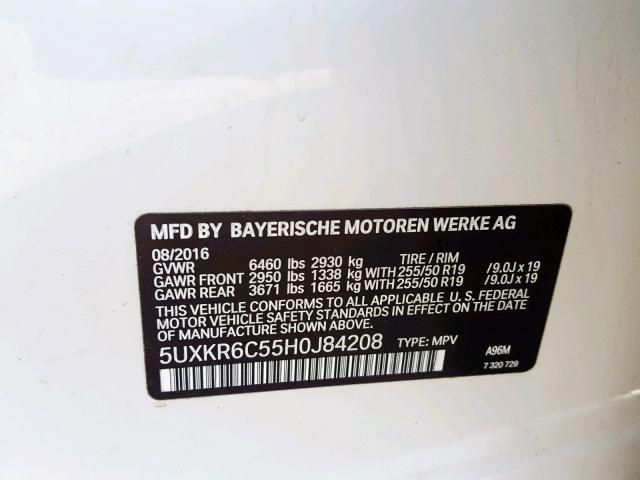 MFD BY BAYERISCHE MOTOREN WERKE AG
08/2016
GVWR 6460 lbs 2930 kg TIRE / RIM
GAWR FRONT 2950 lbs 1338 kg WITH 255/50 R19 /9.0J x 19
GAWR REAR 3671 lbs 1665 kg WITH 255/50 R19 /9.0J x 19
THIS VEHICLE CONFORMS TO ALL APPLICABLE U.S. FEDERAL
MOTOR VEHICLE SAFETY STANDARDS IN EFFECT ON THE DATE
OF MANUFACTURE SHOWN ABOVE.
5UXKR6C55H0J84208 TYPE: MPV A96M
7 320 729